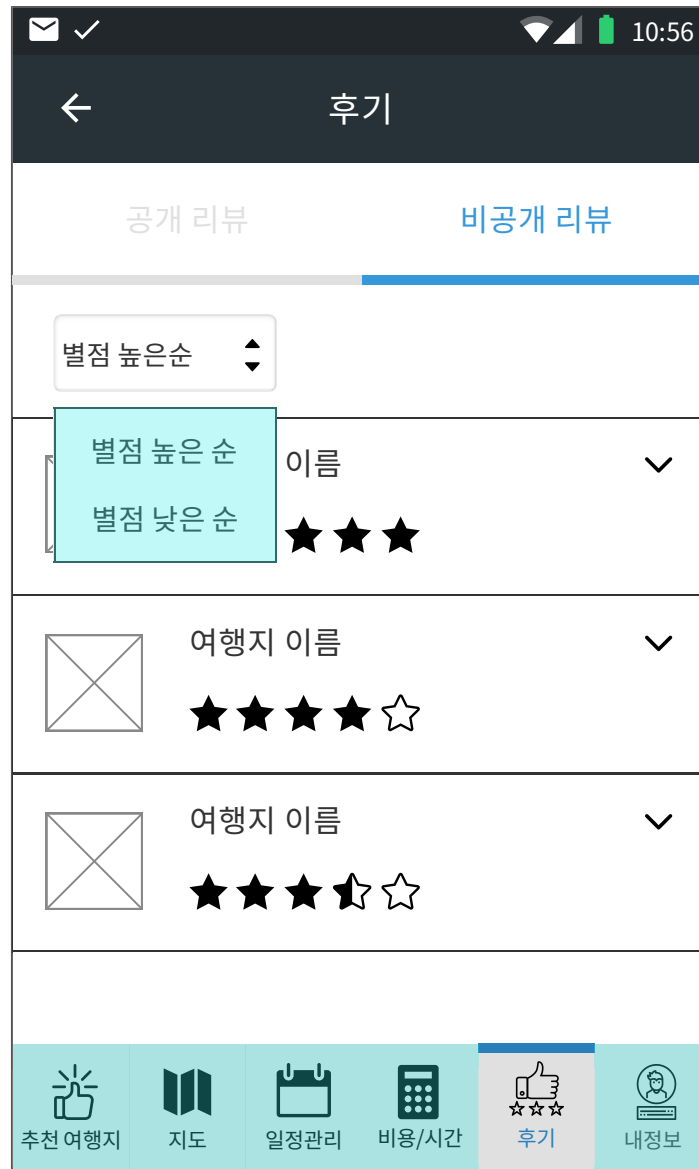 10:56
후기
공개 리뷰
비공개 리뷰
별점 높은순
별점 높은 순
별점 낮은 순
이름
여행지 이름
여행지 이름
추천 여행지
지도
일정관리
비용/시간
후기
내정보